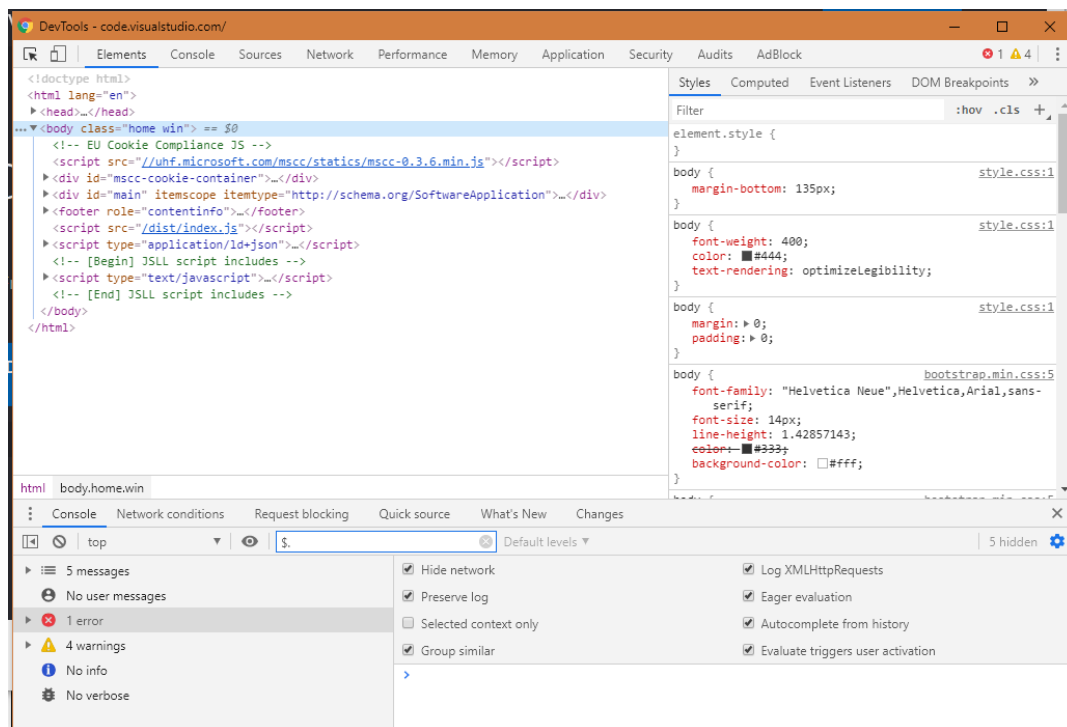 DevTools - code.visualstudio.com/
Elements Console Sources Network Performance Memory Application Security Audits AdBlock 1 4
<!doctype html>
<html lang="en">
<head>…</head>
<body class="home win"> == $0
<!-- EU Cookie Compliance JS -->
<script src="//uhf.microsoft.com/mscc/statics/mscc-0.3.6.min.js"></script>
<div id="mscc-cookie-container">…</div>
<div id="main" itemscope itemtype="http://schema.org/SoftwareApplication">…</div>
<footer role="contentinfo">…</footer>
<script src="/dist/index.js"></script>
<script type="application/ld+json">…</script>
<!-- [Begin] JSLL script includes -->
<script type="text/javascript">…</script>
<!-- [End] JSLL script includes -->
</body>
</html>
html body.home.win
Styles Computed Event Listeners DOM Breakpoints »
Filter :hov .cls +
element.style {
}
body { style.css:1
margin-bottom: 135px;
}
body { style.css:1
font-weight: 400;
color: #444;
text-rendering: optimizeLegibility;
}
body { style.css:1
margin: 0;
padding: 0;
}
body { bootstrap.min.css:5
font-family: "Helvetica Neue",Helvetica,Arial,sans-
serif;
font-size: 14px;
line-height: 1.42857143;
color: #333;
background-color: #fff;
}
Console Network conditions Request blocking Quick source What's New Changes
top $. Default levels ▼ 5 hidden
5 messages
No user messages
1 error
4 warnings
No info
No verbose
Hide network
Preserve log
Selected context only
Group similar
Log XMLHttpRequests
Eager evaluation
Autocomplete from history
Evaluate triggers user activation
>